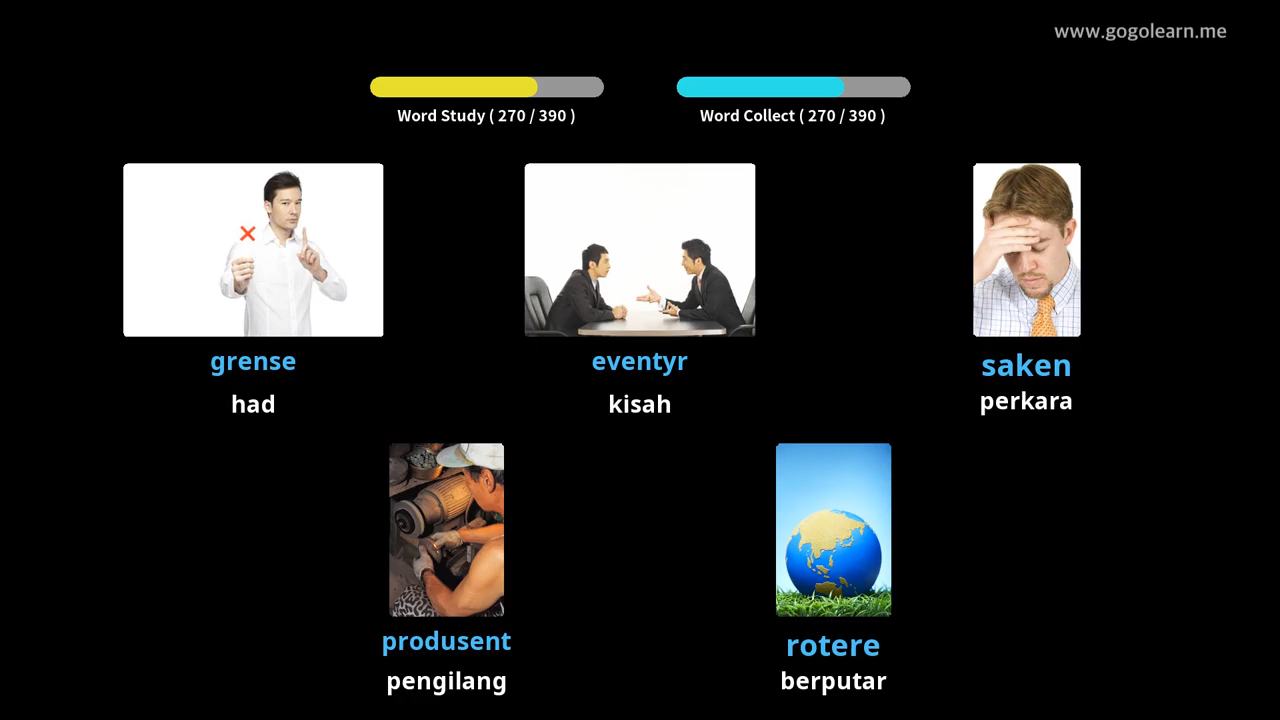 www.gogolearn.me
Word Study ( 270 / 390 )
Word Collect ( 270 / 390 )
grense
eventyr
saken
had
kisah
perkara
produsent
rotere
pengilang
berputar